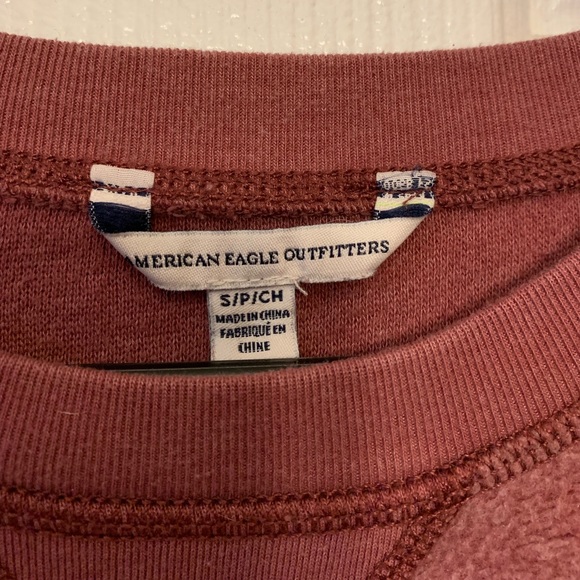 AMERICAN EAGLE OUTFITTERS
S/P/CH
MADE IN CHINA
FABRIQUÉ EN
CHINE